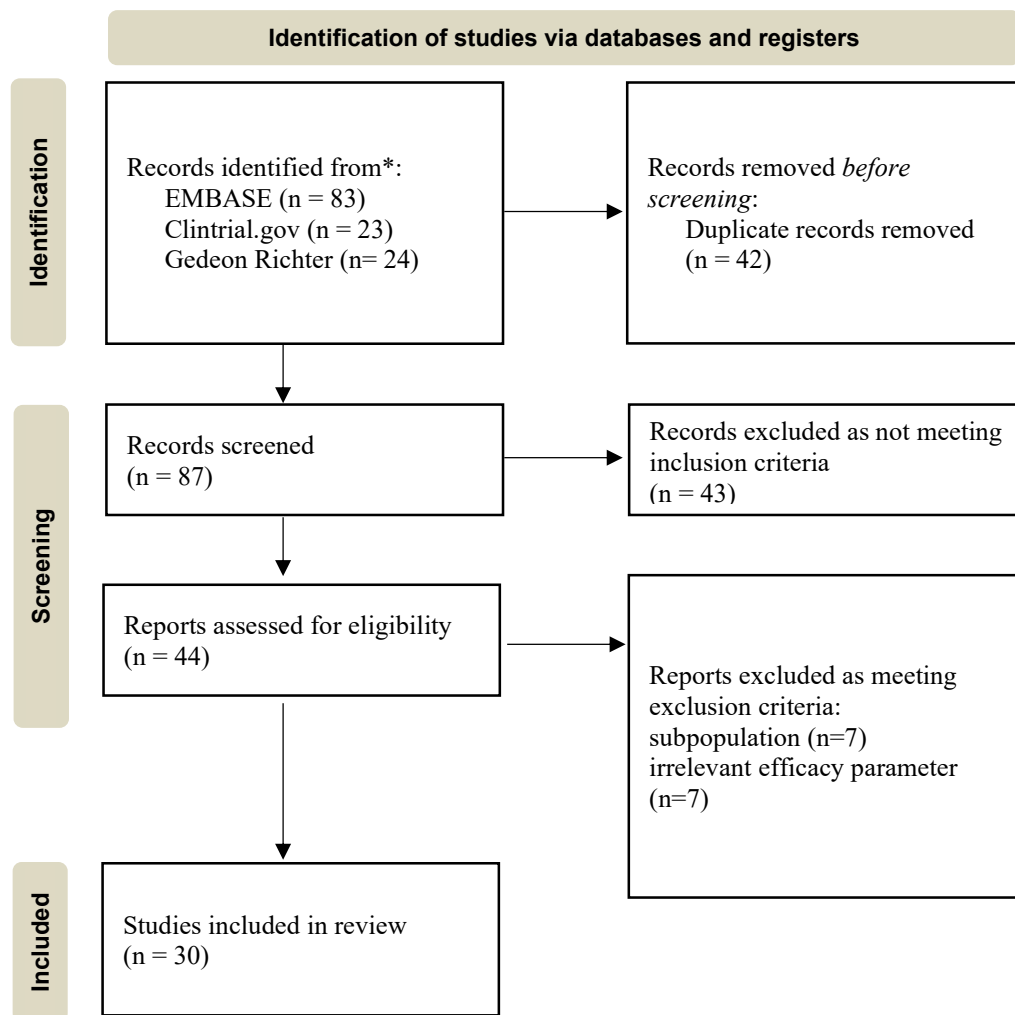 Identification of studies via databases and registers
Identification
Records identified from*:
EMBASE (n = 83)
Clintrial.gov (n = 23)
Gedeon Richter (n= 24)
Records removed before
screening:
Duplicate records removed
(n = 42)
Screening
Records screened
(n = 87)
Records excluded as not meeting
inclusion criteria
(n = 43)
Reports assessed for eligibility
(n = 44)
Reports excluded as meeting
exclusion criteria:
subpopulation (n=7)
irrelevant efficacy parameter
(n=7)
Included
Studies included in review
(n = 30)